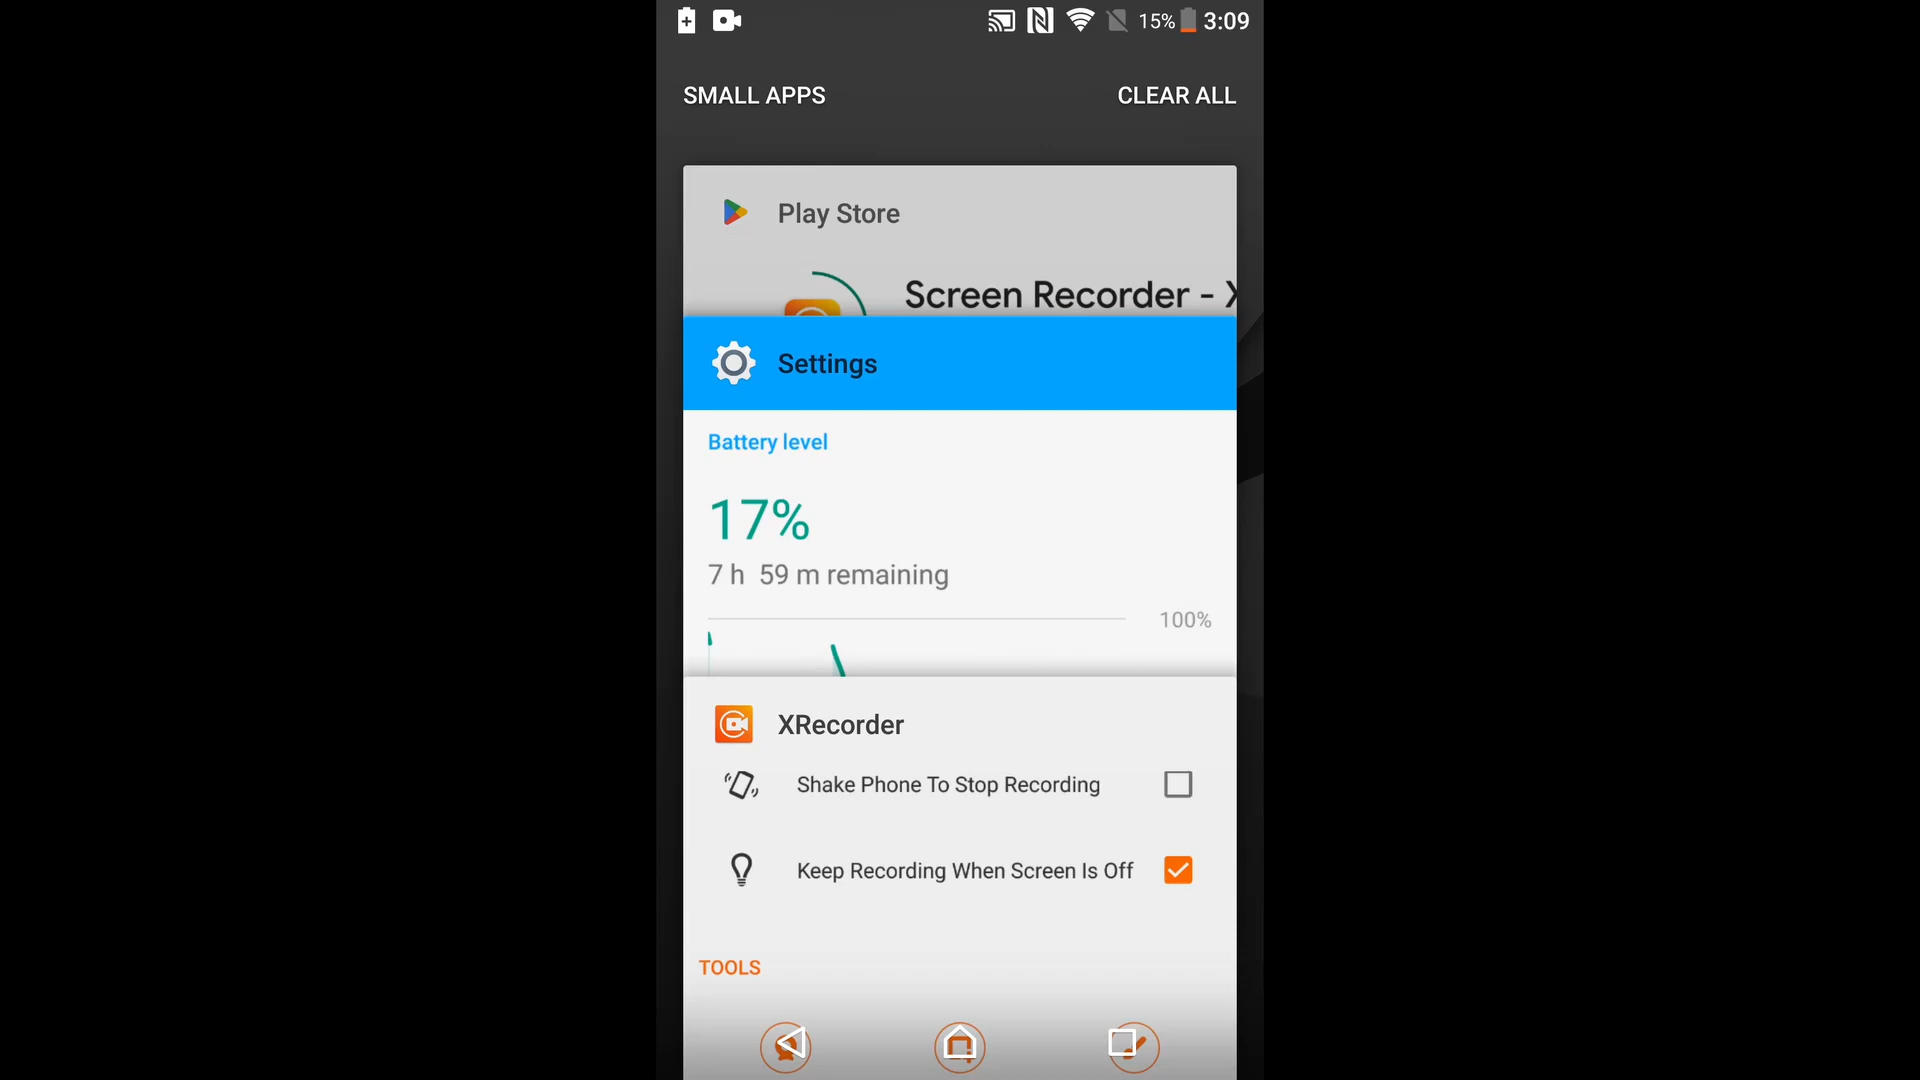 15% 3:09
SMALL APPS CLEAR ALL
Play Store
Screen Recorder -
Settings
Battery level
17%
7 h 59 m remaining
100%
XRecorder
Shake Phone To Stop Recording
Keep Recording When Screen Is Off
TOOLS